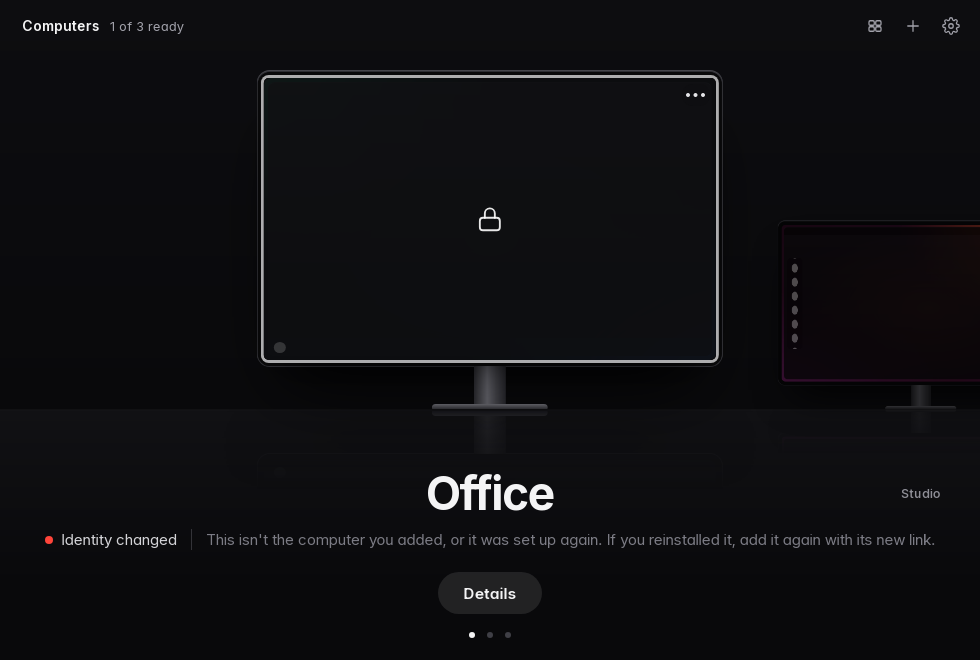 Computers 1 of 3 ready
Office
Studio
Identity changed
This isn't the computer you added, or it was set up again. If you reinstalled it, add it again with its new link.
Details